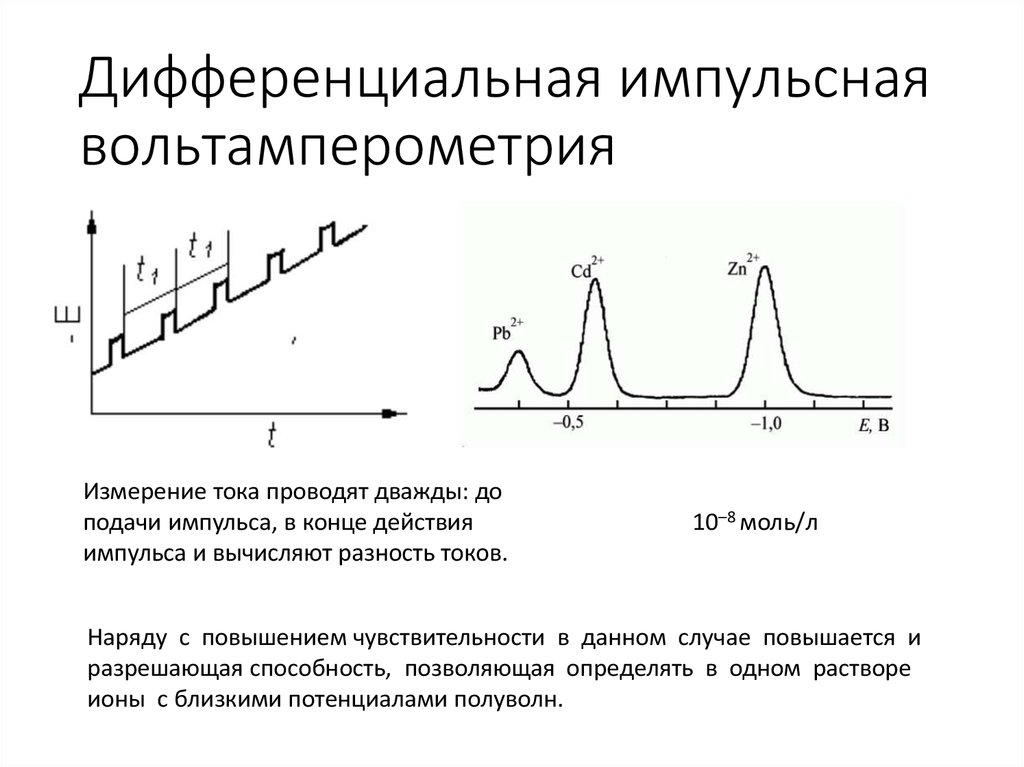 Дифференциальная импульсная
вольтамперометрия
- E
t₁
t₁
t
Pb²⁺
Cd²⁺
Zn²⁺
–0,5
–1,0
E, В
Измерение тока проводят дважды: до
подачи импульса, в конце действия
импульса и вычисляют разность токов.
10⁻⁸ моль/л
Наряду с повышением чувствительности в данном случае повышается и
разрешающая способность, позволяющая определять в одном растворе
ионы с близкими потенциалами полуволн.